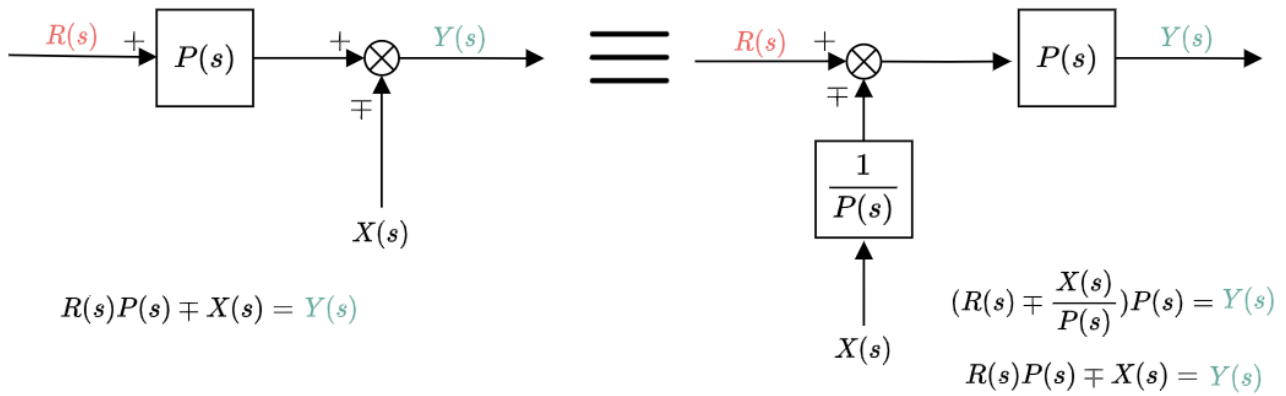 R(s) + P(s) + Y(s)
∓
X(s)
R(s)P(s) ∓ X(s) = Y(s)
≡
R(s) + P(s) Y(s)
∓
1/P(s)
X(s)
(R(s) ∓ X(s)/P(s))P(s) = Y(s)
R(s)P(s) ∓ X(s) = Y(s)